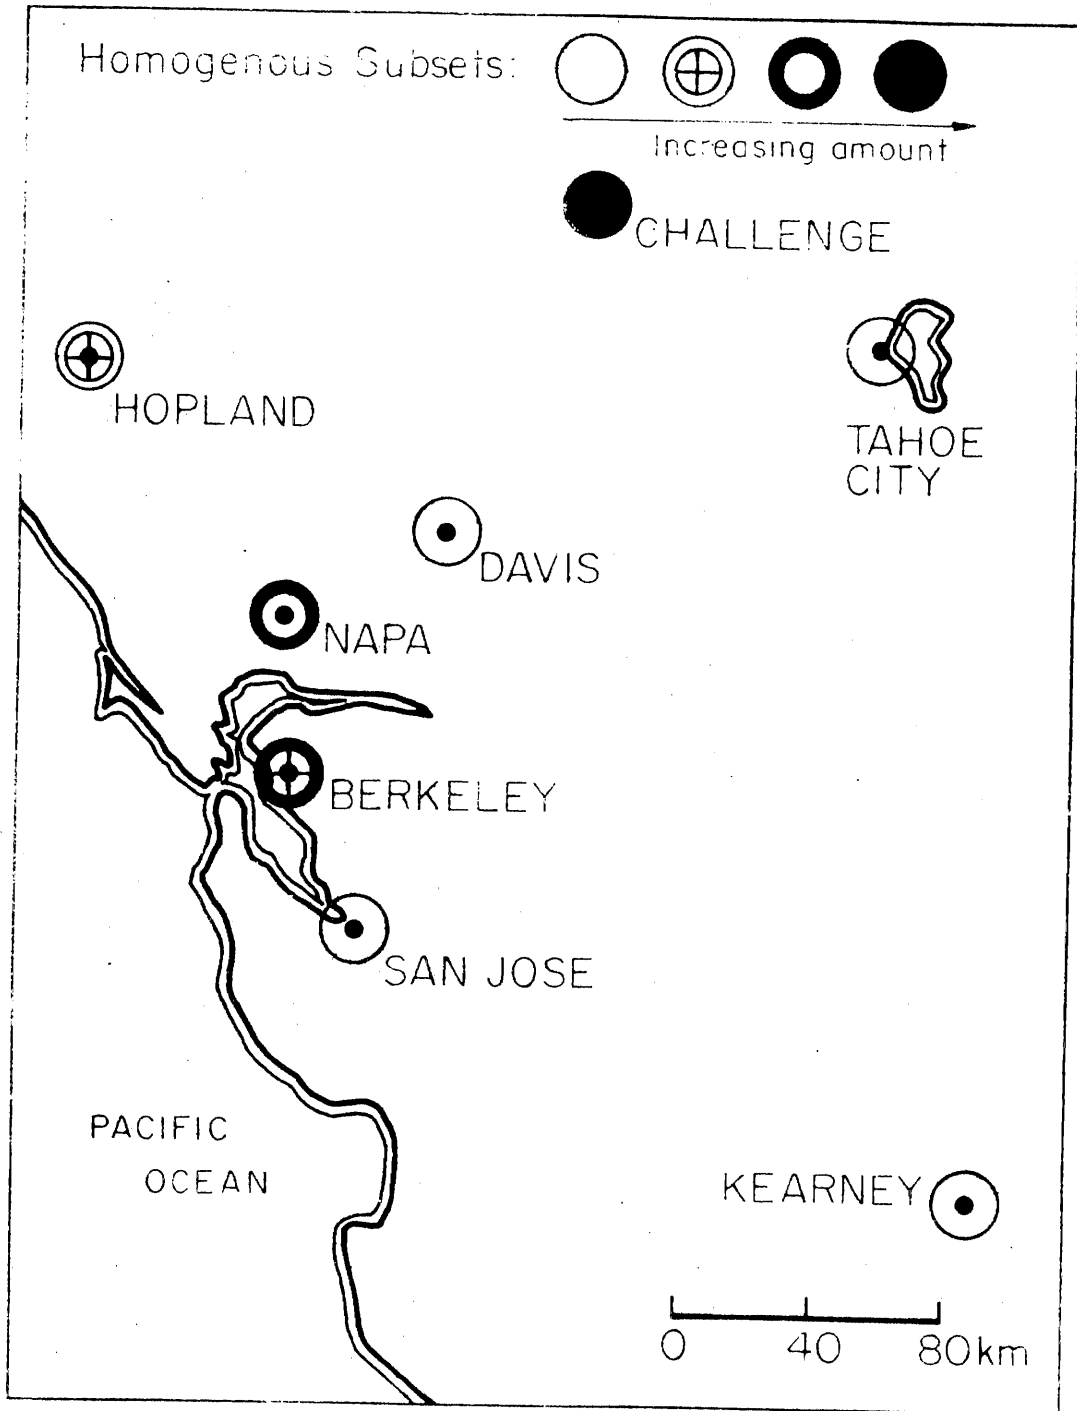 Homogenous Subsets:
Increasing amount
CHALLENGE
HOPLAND
TAHOE
CITY
DAVIS
NAPA
BERKELEY
SAN JOSE
PACIFIC
OCEAN
KEARNEY
0 40 80km